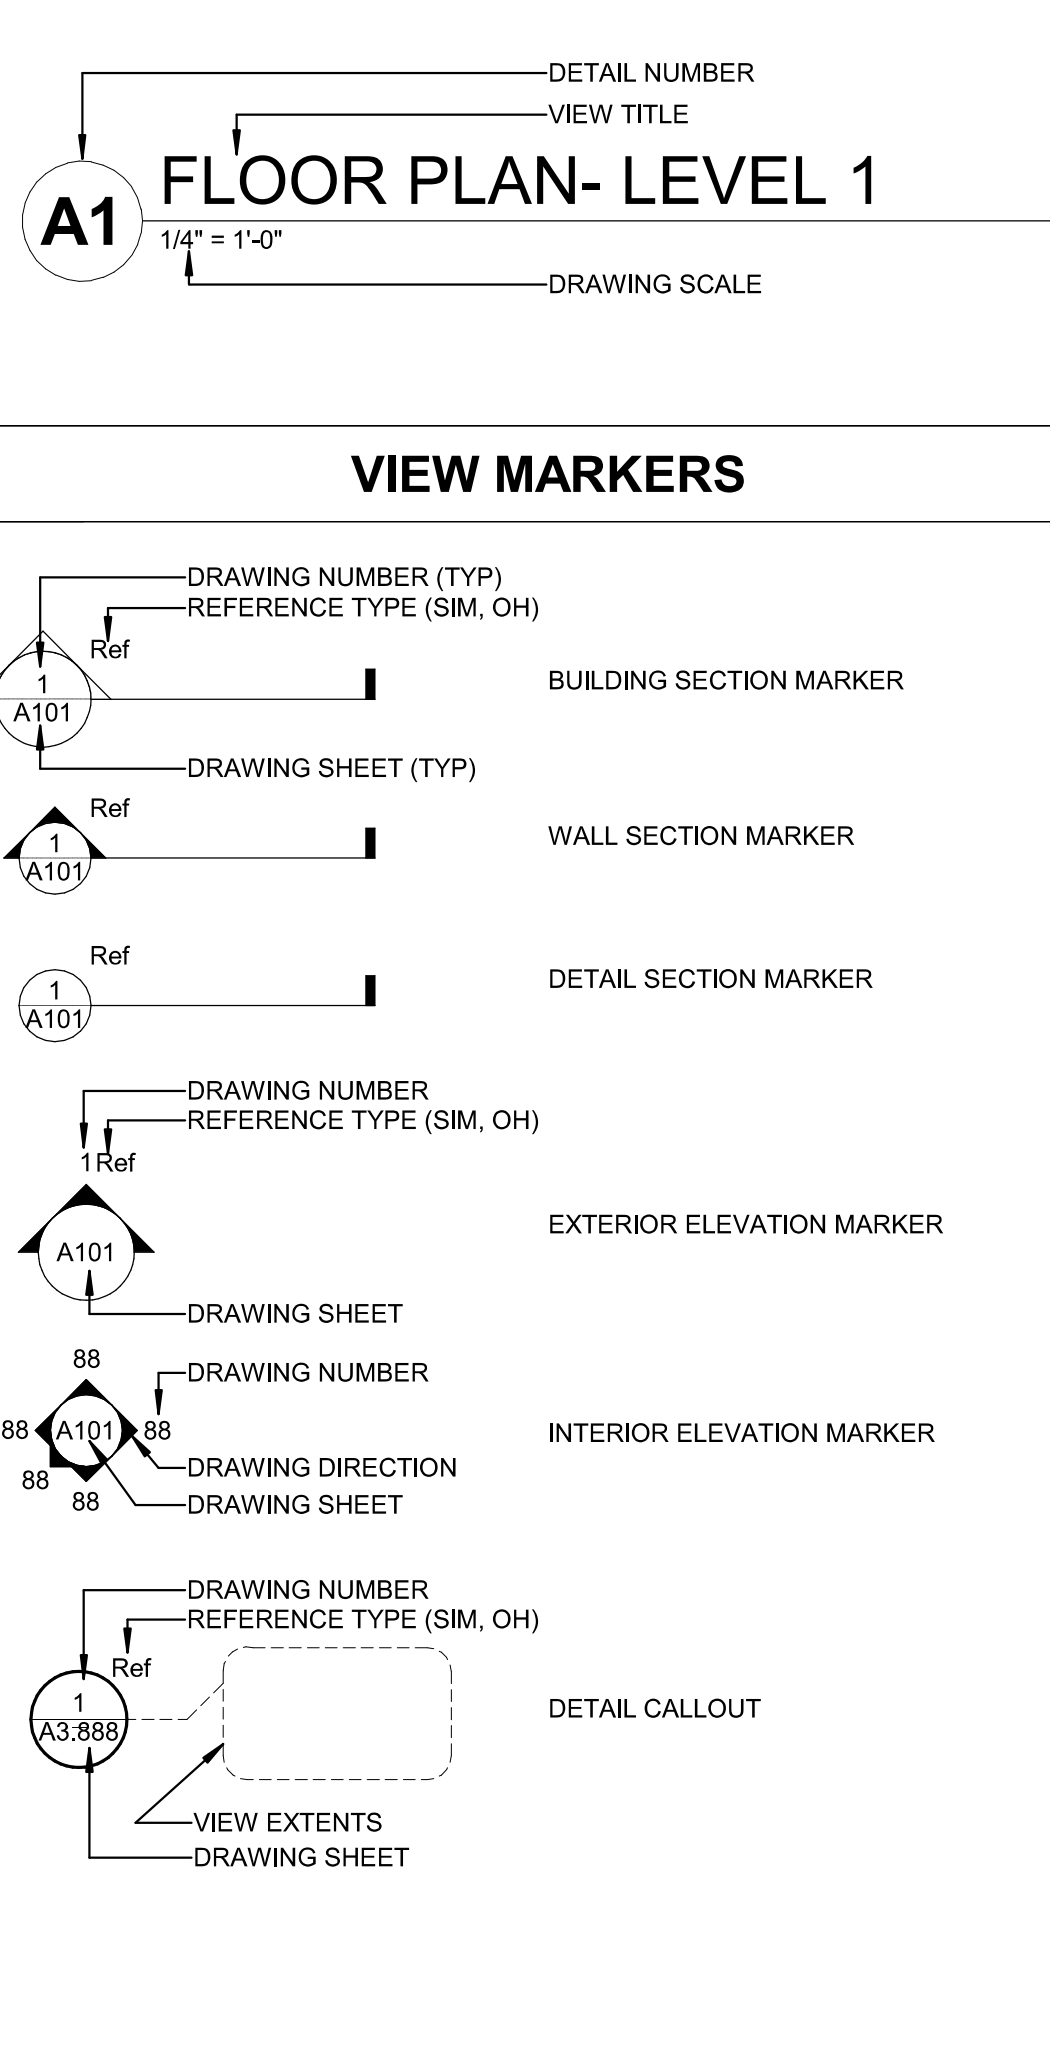 DETAIL NUMBER
VIEW TITLE
FLOOR PLAN- LEVEL 1
A1
1/4" = 1'-0"
DRAWING SCALE
VIEW MARKERS
DRAWING NUMBER (TYP)
REFERENCE TYPE (SIM, OH)
Ref
1
BUILDING SECTION MARKER
A101
DRAWING SHEET (TYP)
Ref
1
WALL SECTION MARKER
A101
Ref
1
DETAIL SECTION MARKER
A101
DRAWING NUMBER
REFERENCE TYPE (SIM, OH)
1 Ref
EXTERIOR ELEVATION MARKER
A101
DRAWING SHEET
88
DRAWING NUMBER
88 A101 88
INTERIOR ELEVATION MARKER
DRAWING DIRECTION
88
88
DRAWING SHEET
DRAWING NUMBER
REFERENCE TYPE (SIM, OH)
Ref
1
DETAIL CALLOUT
A3.888
VIEW EXTENTS
DRAWING SHEET